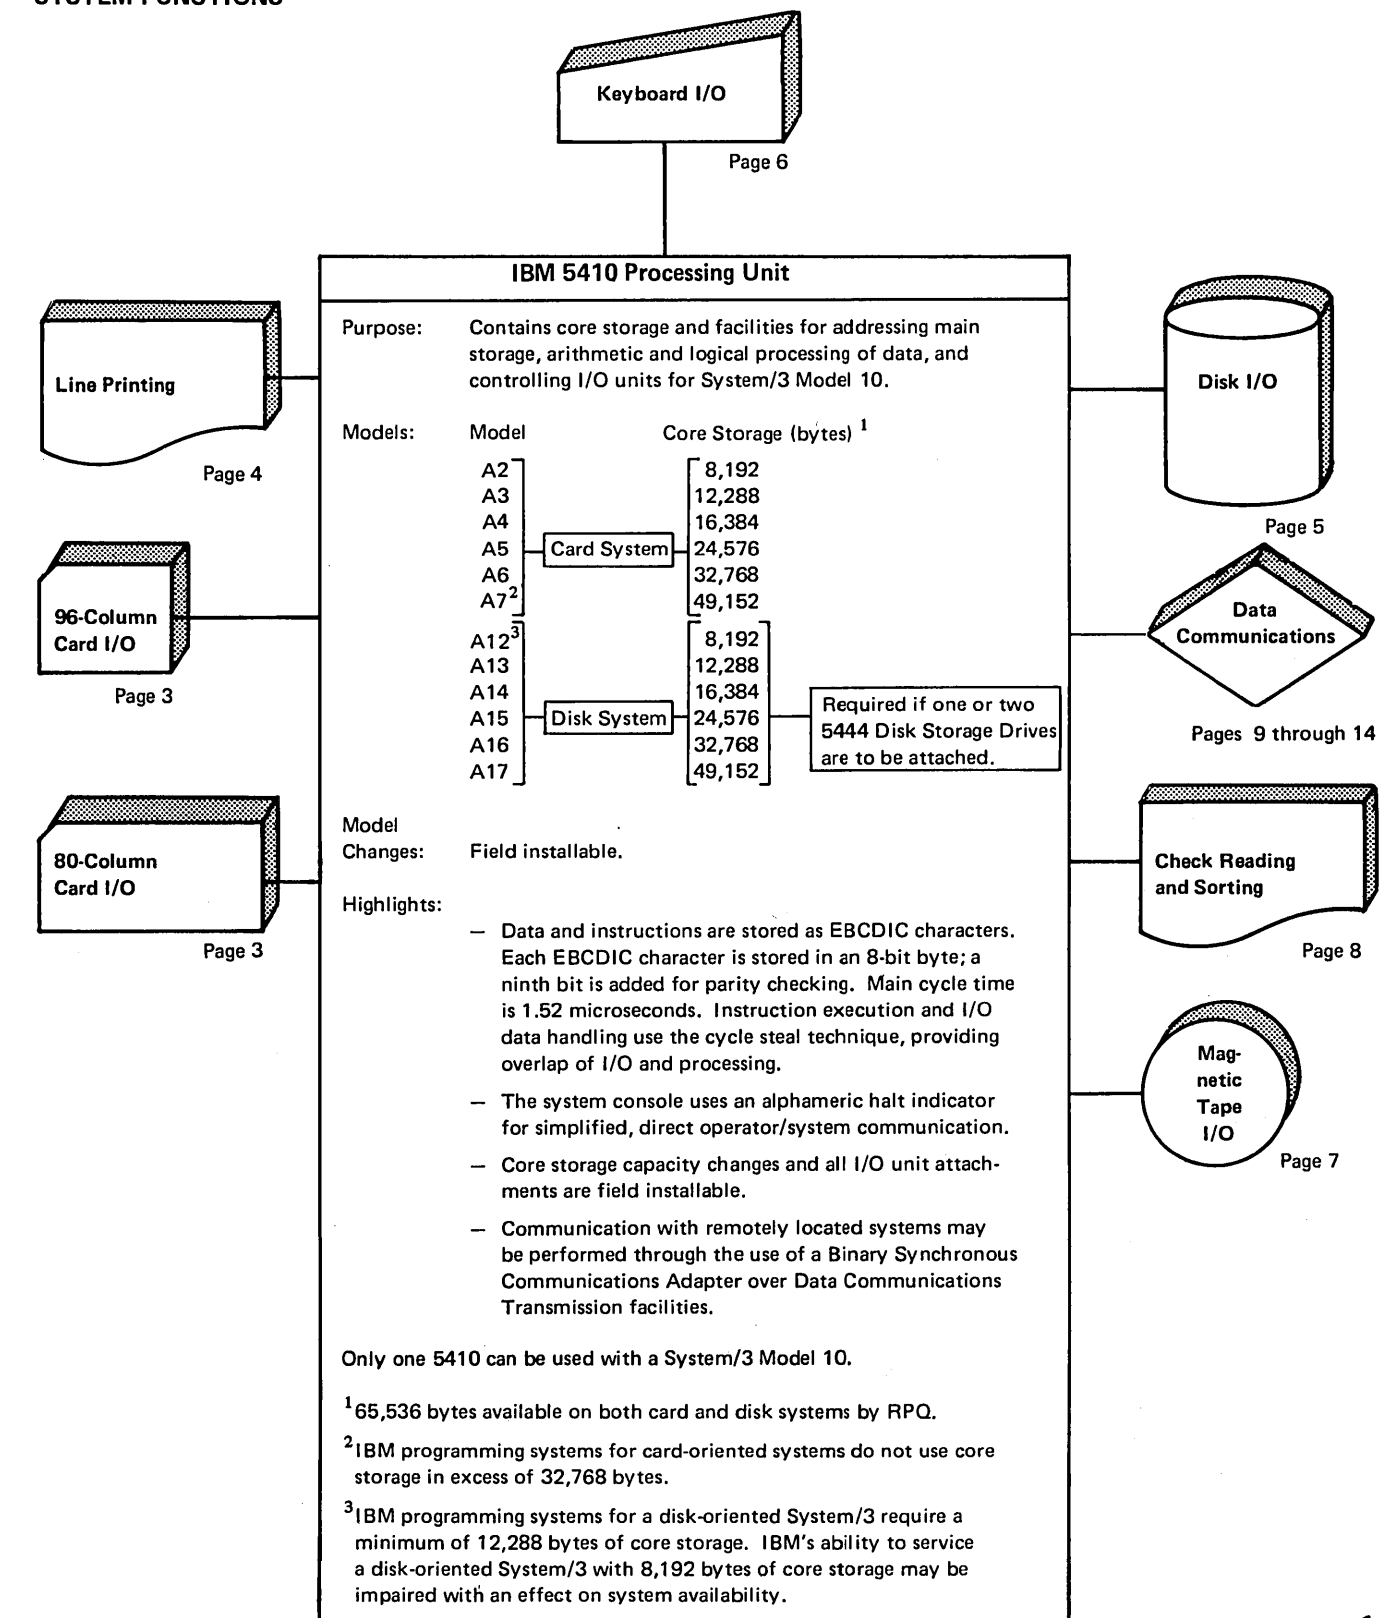 Keyboard I/O
Page 6
IBM 5410 Processing Unit
Line Printing
Page 4
96-Column
Card I/O
Page 3
80-Column
Card I/O
Page 3
Purpose: Contains core storage and facilities for addressing main
storage, arithmetic and logical processing of data, and
controlling I/O units for System/3 Model 10.
Models: Model Core Storage (bytes) 1
A2 8,192
A3 12,288
A4 16,384
A5 Card System 24,576
A6 32,768
A7 2 49,152
A12 3 8,192
A13 12,288
A14 16,384
A15 Disk System 24,576
A16 32,768
A17 49,152
Required if one or two
5444 Disk Storage Drives
are to be attached.
Model
Changes: Field installable.
Highlights:
— Data and instructions are stored as EBCDIC characters.
Each EBCDIC character is stored in an 8-bit byte; a
ninth bit is added for parity checking. Main cycle time
is 1.52 microseconds. Instruction execution and I/O
data handling use the cycle steal technique, providing
overlap of I/O and processing.
— The system console uses an alphameric halt indicator
for simplified, direct operator/system communication.
— Core storage capacity changes and all I/O unit attach-
ments are field installable.
— Communication with remotely located systems may
be performed through the use of a Binary Synchronous
Communications Adapter over Data Communications
Transmission facilities.
Only one 5410 can be used with a System/3 Model 10.
1 65,536 bytes available on both card and disk systems by RPQ.
2 IBM programming systems for card-oriented systems do not use core
storage in excess of 32,768 bytes.
3 IBM programming systems for a disk-oriented System/3 require a
minimum of 12,288 bytes of core storage. IBM's ability to service
a disk-oriented System/3 with 8,192 bytes of core storage may be
impaired with an effect on system availability.
Disk I/O
Page 5
Data
Communications
Pages 9 through 14
Check Reading
and Sorting
Page 8
Mag-
netic
Tape
I/O
Page 7